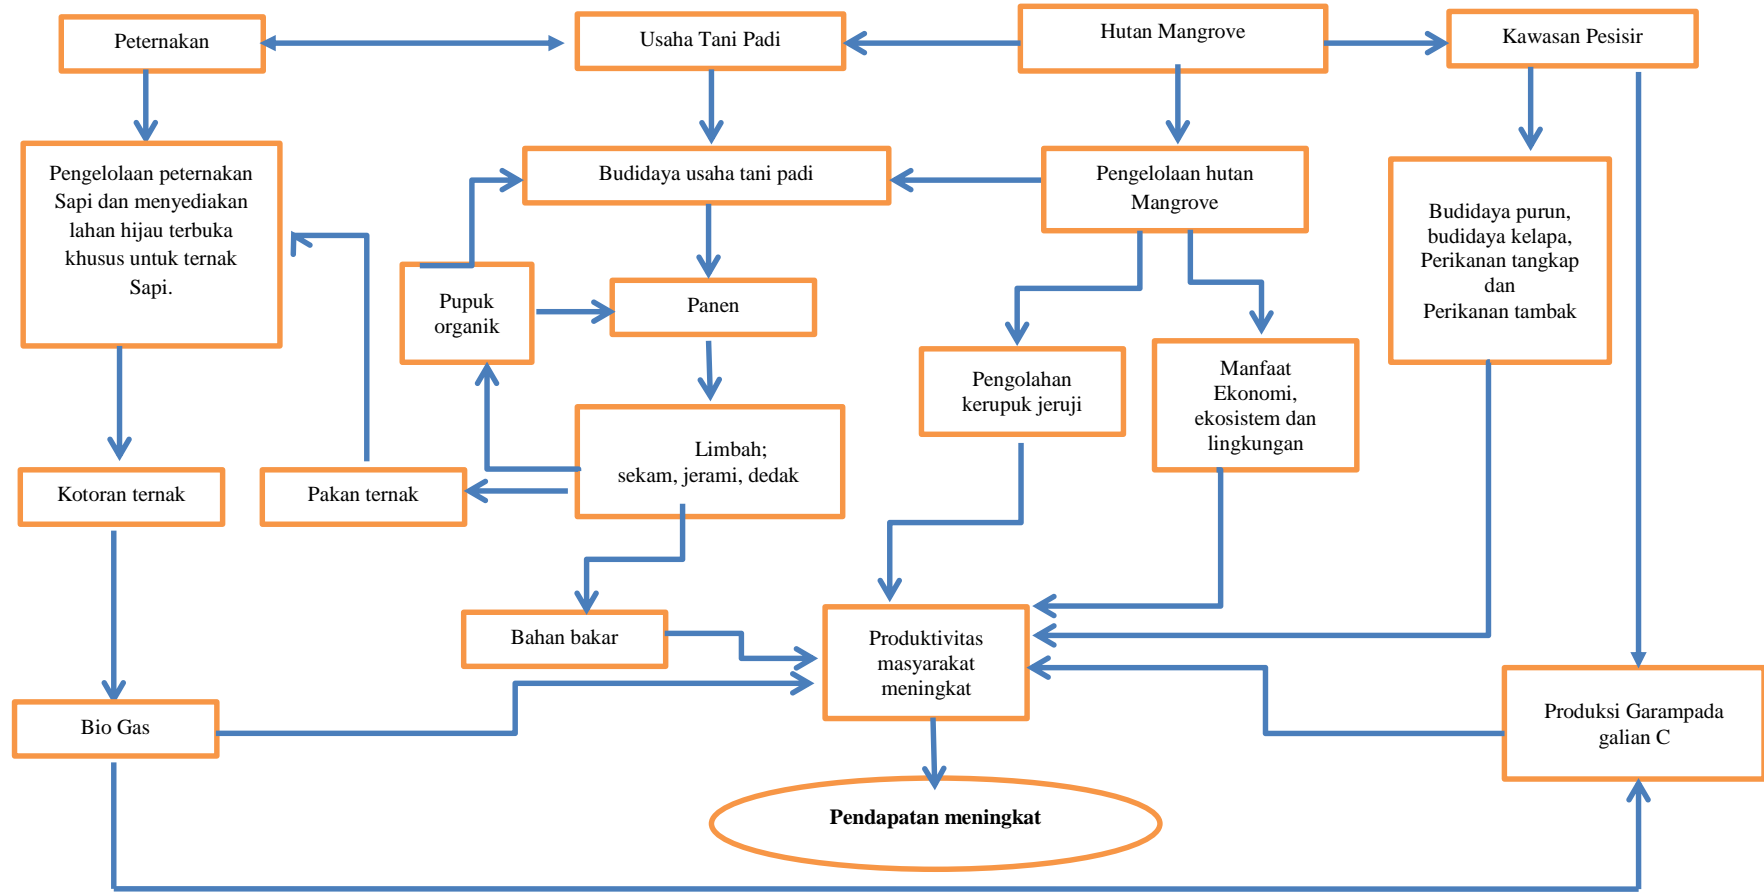 Peternakan
Usaha Tani Padi
Hutan Mangrove
Kawasan Pesisir
Pengelolaan peternakan
Sapi dan menyediakan
lahan hijau terbuka
khusus untuk ternak
Sapi.
Budidaya usaha tani padi
Pengelolaan hutan
Mangrove
Budidaya purun,
budidaya kelapa,
Perikanan tangkap
dan
Perikanan tambak
Pupuk
organik
Panen
Pengolahan
kerupuk jeruji
Manfaat
Ekonomi,
ekosistem dan
lingkungan
Kotoran ternak
Pakan ternak
Limbah;
sekam, jerami, dedak
Bahan bakar
Produktivitas
masyarakat
meningkat
Bio Gas
Produksi Garampada
galian C
Pendapatan meningkat